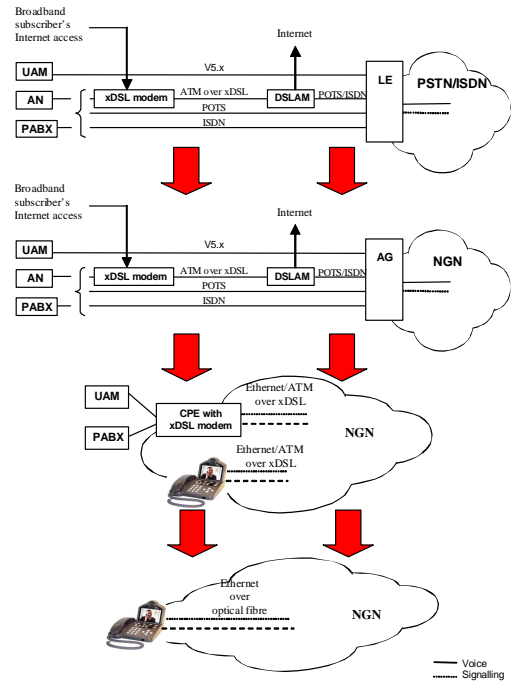 Broadband
subscriber's
Internet access
Internet
UAM
V5.x
LE
PSTN/ISDN
AN
xDSL modem
ATM over xDSL
DSLAM
POTS/ISDN
POTS
PABX
ISDN
Broadband
subscriber's
Internet access
Internet
UAM
V5.x
AG
NGN
AN
xDSL modem
ATM over xDSL
DSLAM
POTS/ISDN
POTS
PABX
ISDN
UAM
PABX
CPE with
xDSL modem
Ethernet/ATM
over xDSL
NGN
Ethernet/ATM
over xDSL
Ethernet
over
optical fibre
NGN
Voice
Signalling